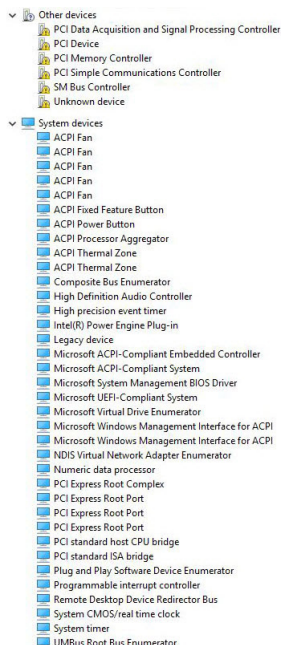 Other devices
PCI Data Acquisition and Signal Processing Controller
PCI Device
PCI Memory Controller
PCI Simple Communications Controller
SM Bus Controller
Unknown device
System devices
ACPI Fan
ACPI Fan
ACPI Fan
ACPI Fan
ACPI Fan
ACPI Fixed Feature Button
ACPI Power Button
ACPI Processor Aggregator
ACPI Thermal Zone
ACPI Thermal Zone
Composite Bus Enumerator
High Definition Audio Controller
High precision event timer
Intel(R) Power Engine Plug-in
Legacy device
Microsoft ACPI-Compliant Embedded Controller
Microsoft ACPI-Compliant System
Microsoft System Management BIOS Driver
Microsoft UEFI-Compliant System
Microsoft Virtual Drive Enumerator
Microsoft Windows Management Interface for ACPI
Microsoft Windows Management Interface for ACPI
NDIS Virtual Network Adapter Enumerator
Numeric data processor
PCI Express Root Complex
PCI Express Root Port
PCI Express Root Port
PCI Express Root Port
PCI standard host CPU bridge
PCI standard ISA bridge
Plug and Play Software Device Enumerator
Programmable interrupt controller
Remote Desktop Device Redirector Bus
System CMOS/real time clock
System timer
UMBus Root Bus Enumerator